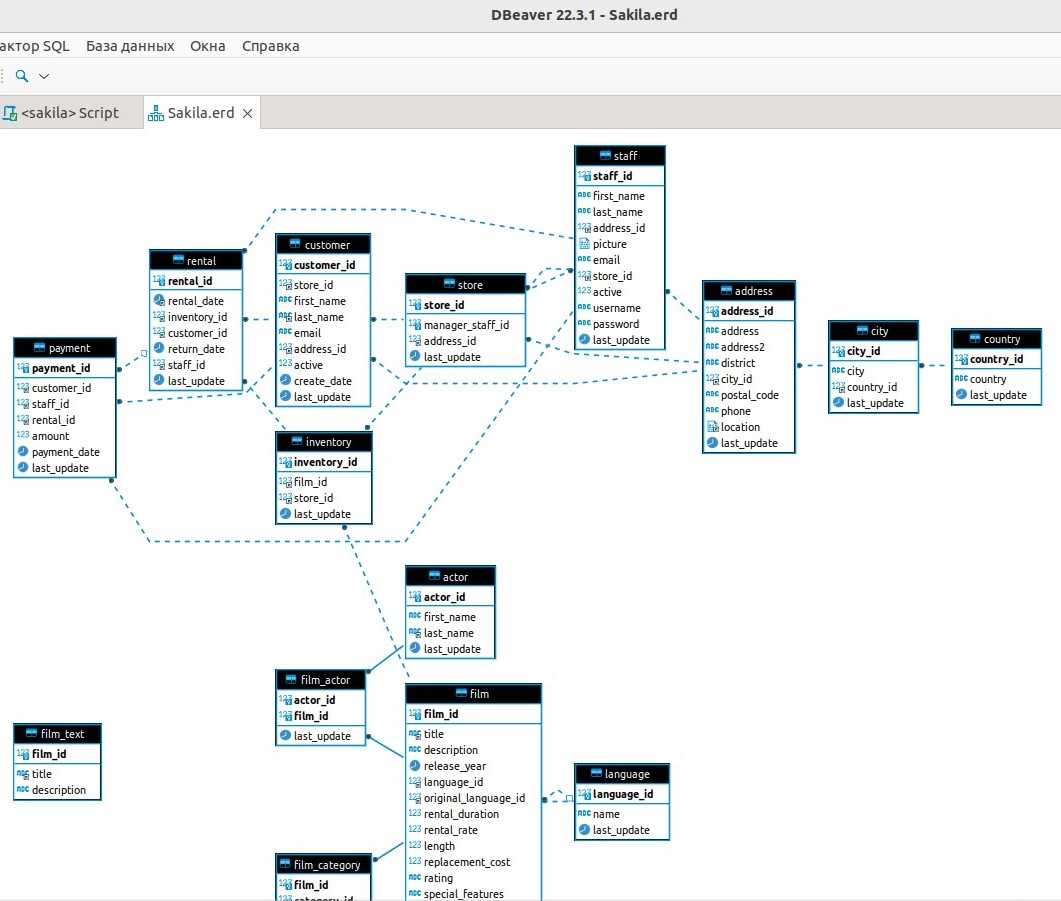 DBeaver 22.3.1 - Sakila.erd
актор SQL База данных Окна Справка
<sakila> Script
Sakila.erd
staff
staff_id
first_name
last_name
address_id
picture
email
store_id
active
username
password
last_update
rental
rental_id
rental_date
inventory_id
customer_id
return_date
staff_id
last_update
customer
customer_id
store_id
first_name
last_name
email
address_id
active
create_date
last_update
store
store_id
manager_staff_id
address_id
last_update
address
address_id
address
address2
district
city_id
postal_code
phone
location
last_update
city
city_id
city
country_id
last_update
country
country_id
country
last_update
payment
payment_id
customer_id
staff_id
rental_id
amount
payment_date
last_update
inventory
inventory_id
film_id
store_id
last_update
actor
actor_id
first_name
last_name
last_update
film_actor
actor_id
film_id
last_update
film
film_id
title
description
release_year
language_id
original_language_id
rental_duration
rental_rate
length
replacement_cost
rating
special_features
film_text
film_id
title
description
language
language_id
name
last_update
film_category
film_id
category_id